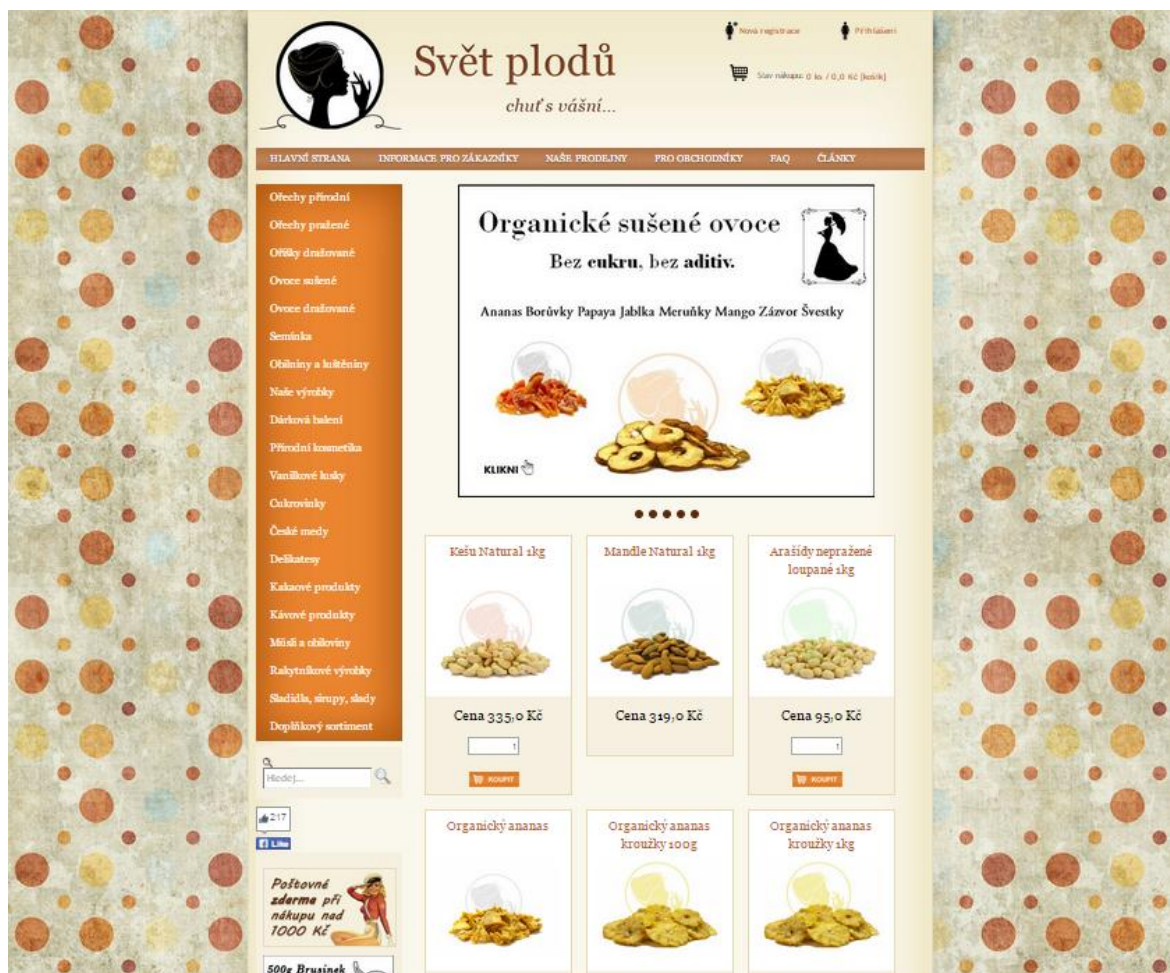 Svět plodů
chuť s vášní...
Nová registrace
Přihlášení
Stav nákupu: 0 ks / 0,0 Kč [košík]
HLAVNÍ STRANA INFORMACE PRO ZÁKAZNÍKY NAŠE PRODEJNY PRO OBCHODNÍKY FAQ ČLÁNKY
Ořechy přírodní
Ořechy pražené
Oříšky dražované
Ovoce sušené
Ovoce dražované
Semínka
Obilniny a luštěniny
Naše výrobky
Dárková balení
Přírodní kosmetika
Vanilkové lusky
Cukrovinky
České medy
Delikatesy
Kakaové produkty
Kávové produkty
Müsli a obiloviny
Rakytníkové výrobky
Sladidla, sirupy, slady
Doplňkový sortiment
Hledej...
217
Like
Poštovné
zdarma při
nákupu nad
1000 Kč
500g Brusinek
Organické sušené ovoce
Bez cukru, bez aditiv.
Ananas Borůvky Papaya Jablka Meruňky Mango Zázvor Švestky
KLIKNI
Kešu Natural 1kg
Cena 335,0 Kč
1
KOUPIT
Mandle Natural 1kg
Cena 319,0 Kč
Arašídy nepražené
loupané 1kg
Cena 95,0 Kč
1
KOUPIT
Organický ananas
Organický ananas
kroužky 100g
Organický ananas
kroužky 1kg